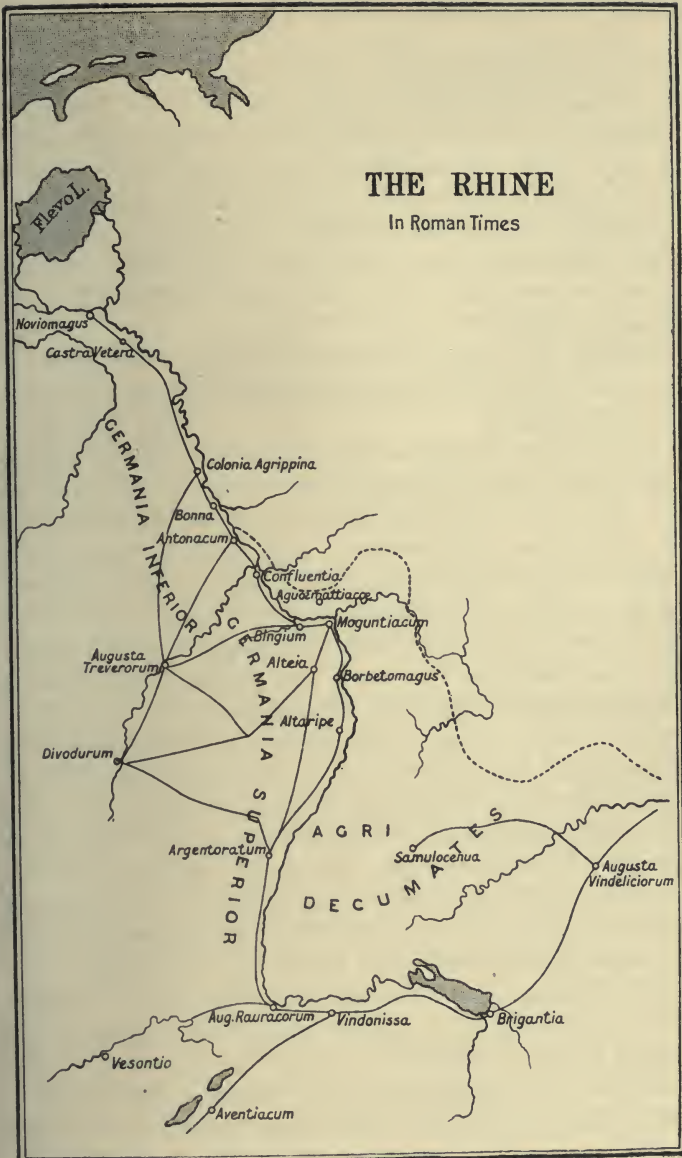 THE RHINE
In Roman Times
Flevo L.
Noviomagus
Castra Vetera
GERMANIA INFERIOR
Colonia Agrippina
Bonna
Antonacum
Confluentia
Aquae Mattiacae
Bingium
Moguntiacum
GERMANIA SUPERIOR
Augusta
Treverorum
Alteia
Borbetomagus
Altaripe
Divodurum
AGRI
DECUMATES
Argentoratum
Samulocenua
Augusta
Vindeliciorum
Aug. Rauracorum
Vindonissa
Brigantia
Vesontio
Aventiacum